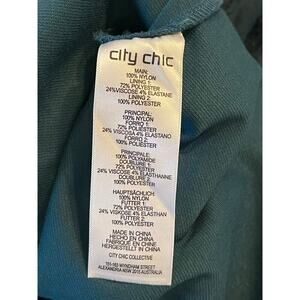 city chic
MAIN:
100% NYLON
LINING 1:
72% POLYESTER
24%VISCOSE 4% ELASTANE
LINING 2:
100% POLYESTER
PRINCIPAL:
100% NYLON
FORRO 1:
72% POLIESTER
24% VISCOSA 4% ELASTANO
FORRO 2:
100% POLIESTER
PRINCIPAL:
100% POLYAMIDE
DOUBLURE 1:
72% POLYESTER
24% VISCOSE 4% ELASTHANNE
DOUBLURE 2:
100% POLYESTER
HAUPTSÄCHLICH
100% NYLON
FUTTER 1:
72% POLYESTER
24% VISKOSE 4% ELASTHAN
FUTTER 2:
100% POLYESTER
MADE IN CHINA
HECHO EN CHINA
FABRIQUÉ EN CHINE
HERGESTELLT IN CHINA
CITY CHIC COLLECTIVE
151-163 WYNDHAM STREET
ALEXANDRIA NSW 2015 AUSTRALIA